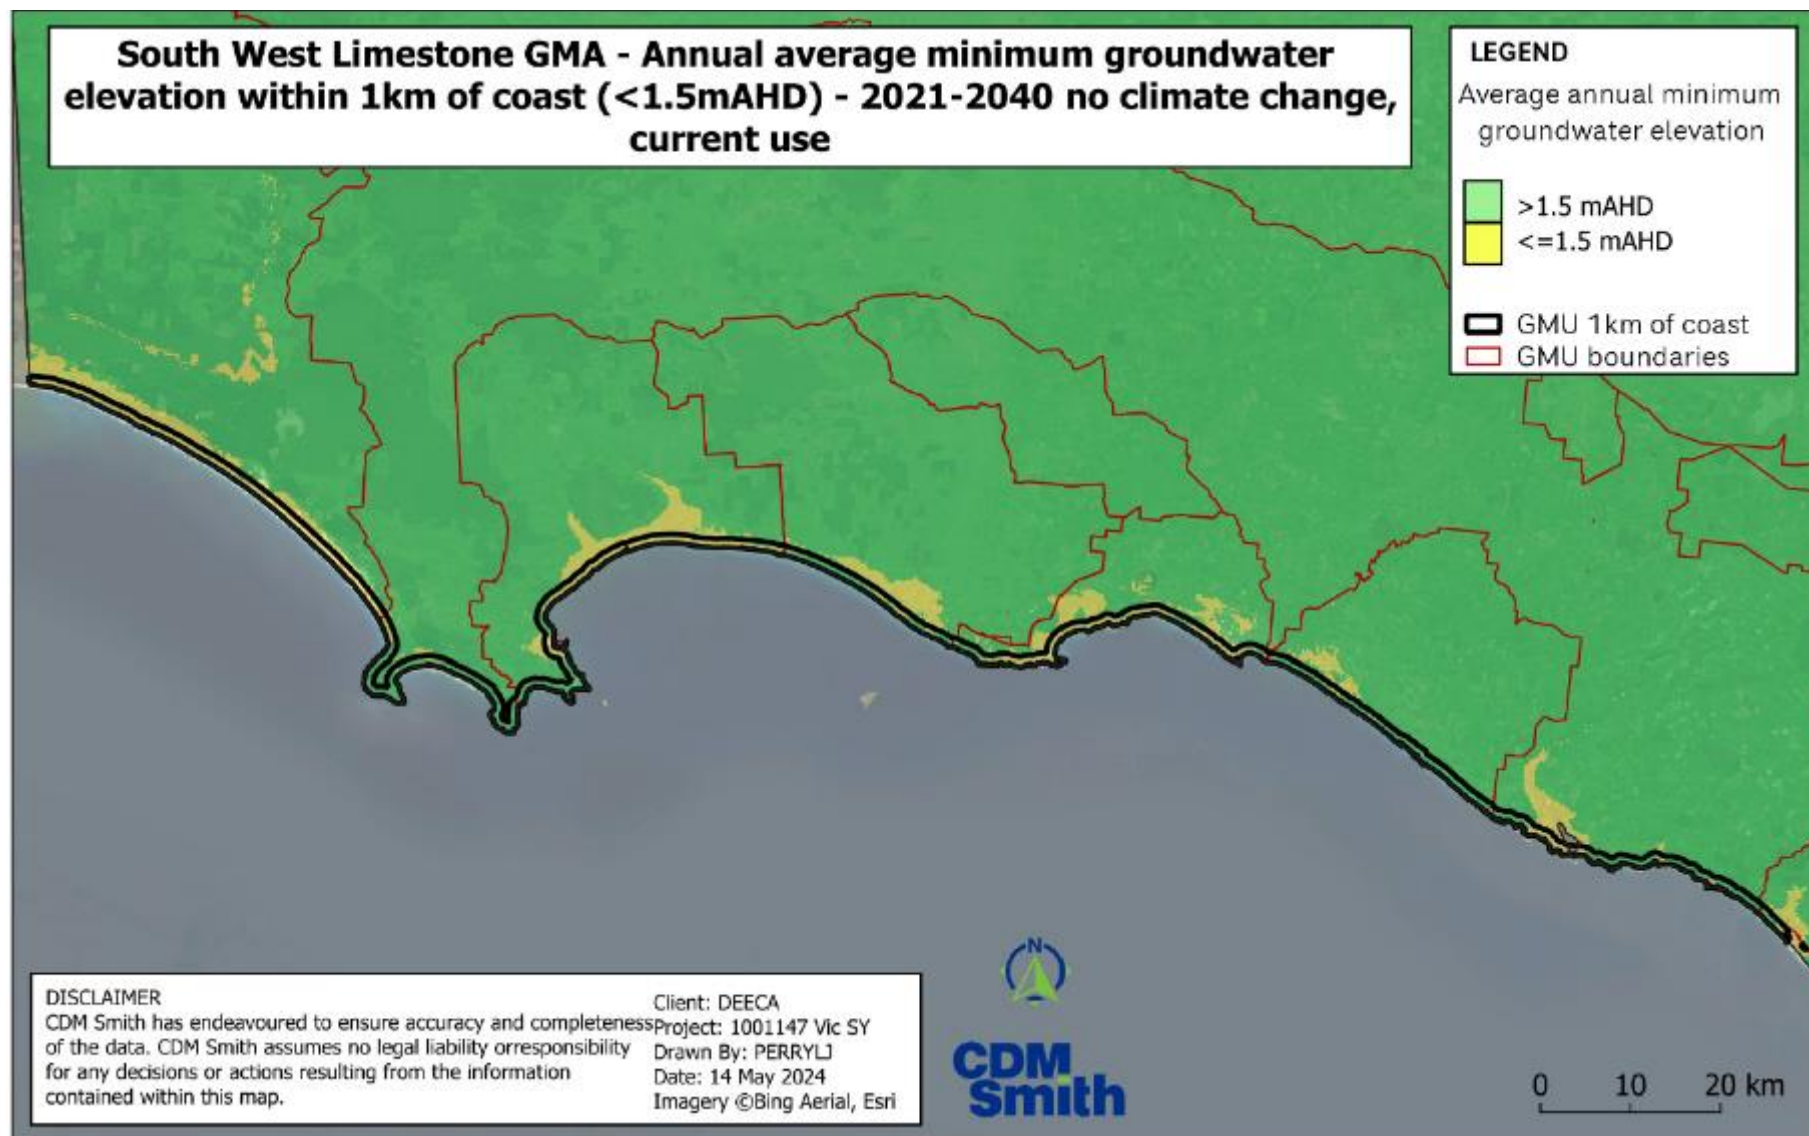 South West Limestone GMA - Annual average minimum groundwater
elevation within 1km of coast (<1.5mAHD) - 2021-2040 no climate change,
current use
LEGEND
Average annual minimum
groundwater elevation
>1.5 mAHD
<=1.5 mAHD
GMU 1km of coast
GMU boundaries
DISCLAIMER
CDM Smith has endeavoured to ensure accuracy and completeness
of the data. CDM Smith assumes no legal liability orresponsibility
for any decisions or actions resulting from the information
contained within this map.
Client: DEECA
Project: 1001147 Vic SY
Drawn By: PERRYLJ
Date: 14 May 2024
Imagery ©Bing Aerial, Esri
N
CDM
Smith
0 10 20 km